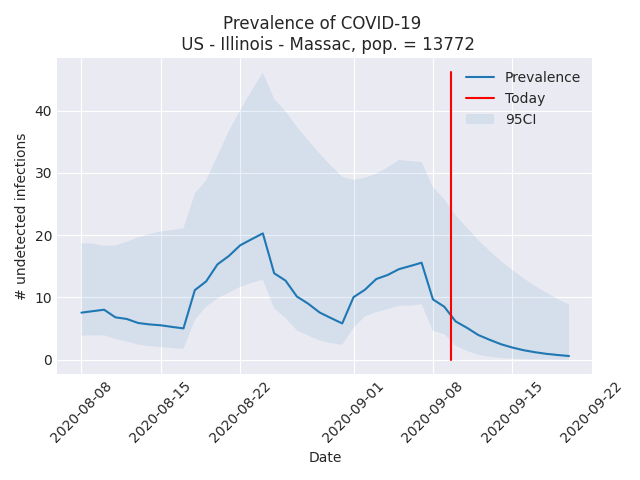 Prevalence of COVID-19
US - Illinois - Massac, pop. = 13772
Prevalence
Today
95CI
# undetected infections
40
30
20
10
0
2020-08-08
2020-08-15
2020-08-22
2020-09-01
2020-09-08
2020-09-15
2020-09-22
Date